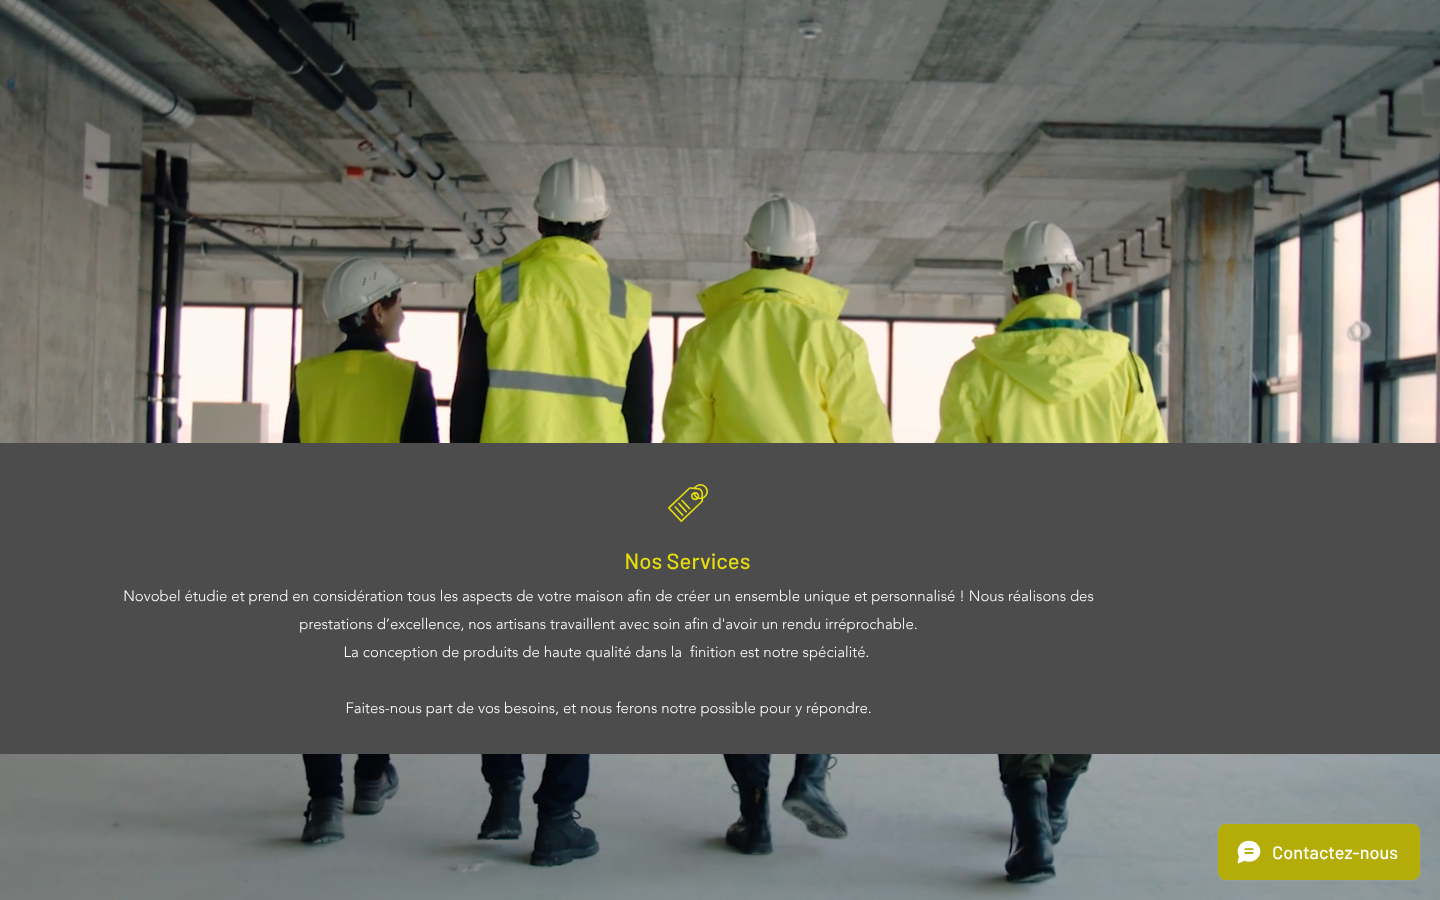 Nos Services
Novobel étudie et prend en considération tous les aspects de votre maison afin de créer un ensemble unique et personnalisé ! Nous réalisons des
prestations d’excellence, nos artisans travaillent avec soin afin d'avoir un rendu irréprochable.
La conception de produits de haute qualité dans la  finition est notre spécialité.
Faites-nous part de vos besoins, et nous ferons notre possible pour y répondre.
Contactez-nous